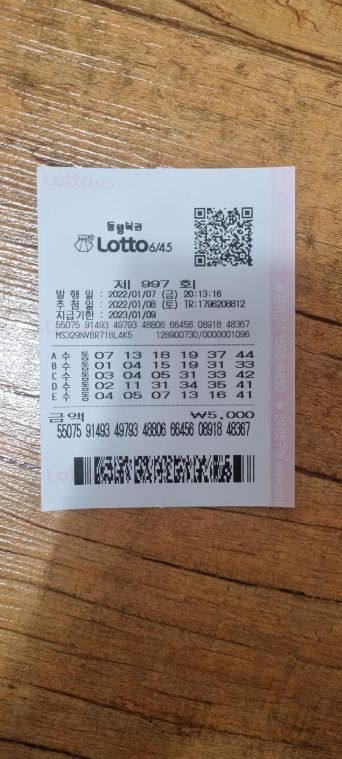 Lotto 6/45
동행복권
Lotto 6/45
제 997 회
발 행 일 : 2022/01/07 (금) 20:13:16
추 첨 일 : 2022/01/08 (토) TR:1796208812
지급기한 : 2023/01/09
55075 91493 49793 48806 66456 08918 48367
128900730/0000001096
A 수동 07 13 18 19 37 44
B 수동 01 04 15 19 31 33
C 수동 03 04 05 31 33 42
D 수동 02 11 31 34 35 41
E 수동 04 05 07 13 16 41
금액 ₩5,000
55075 91493 49793 48806 66456 08918 48367
1588-6450